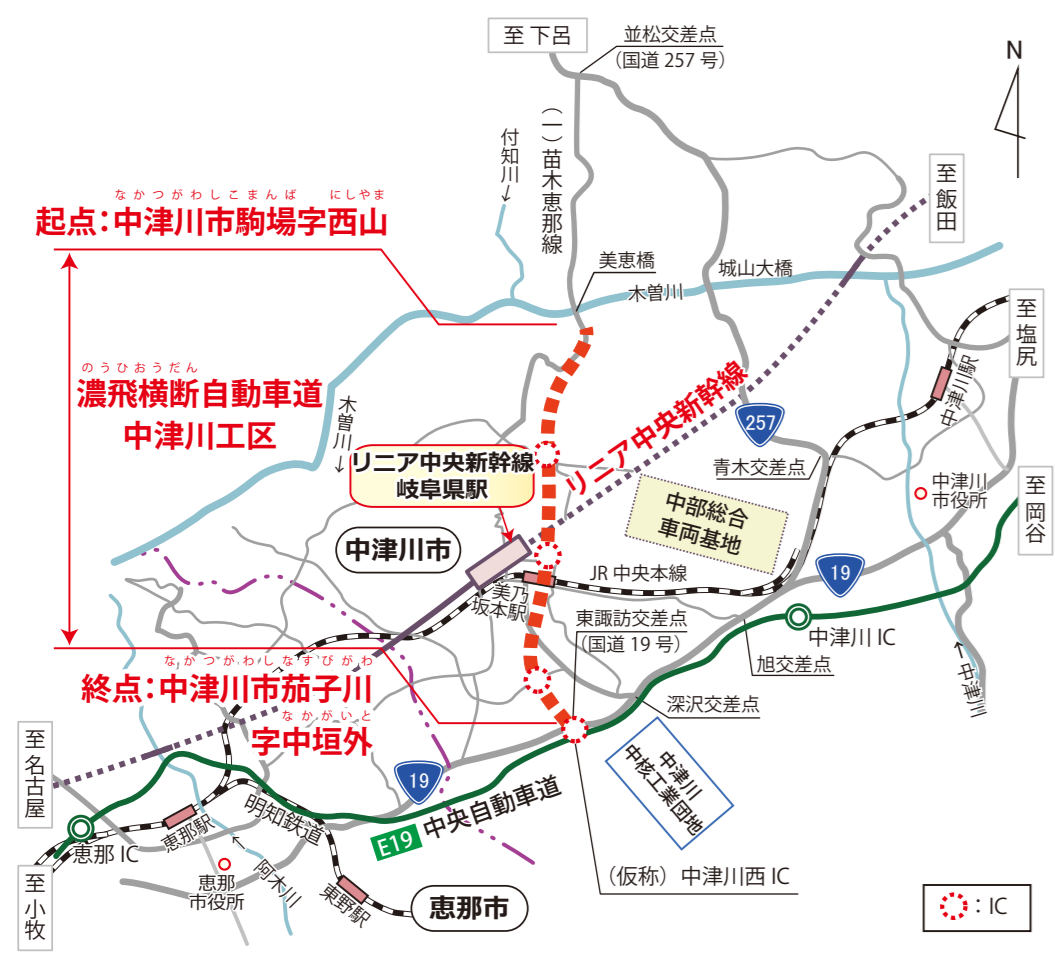 至 下呂
並松交差点
（国道 257 号）
N
（一）苗木恵那線
付知川→
至飯田
なかつがわしこまんば にしやま
起点：中津川市駒場字西山
美恵橋
城山大橋
木曽川
至塩尻
のうひおうだん
濃飛横断自動車道
中津川工区
木曽川→
リニア中央新幹線
中津川駅
257
リニア中央新幹線
岐阜県駅
青木交差点
中津川
市役所
至岡谷
中部総合
車両基地
中津川市
JR 中央本線
19
美乃
坂本駅
東諏訪交差点
（国道 19 号）
中津川 IC
旭交差点
←中津川
なかつがわしなすびがわ
終点：中津川市茄子川
なかがいと
字中垣外
深沢交差点
至名古屋
19
中津川
中核工業団地
E19 中央自動車道
明知鉄道
恵那駅
恵那 IC
恵那
市役所
←阿木川
東野駅
恵那市
（仮称）中津川西 IC
至小牧
：IC